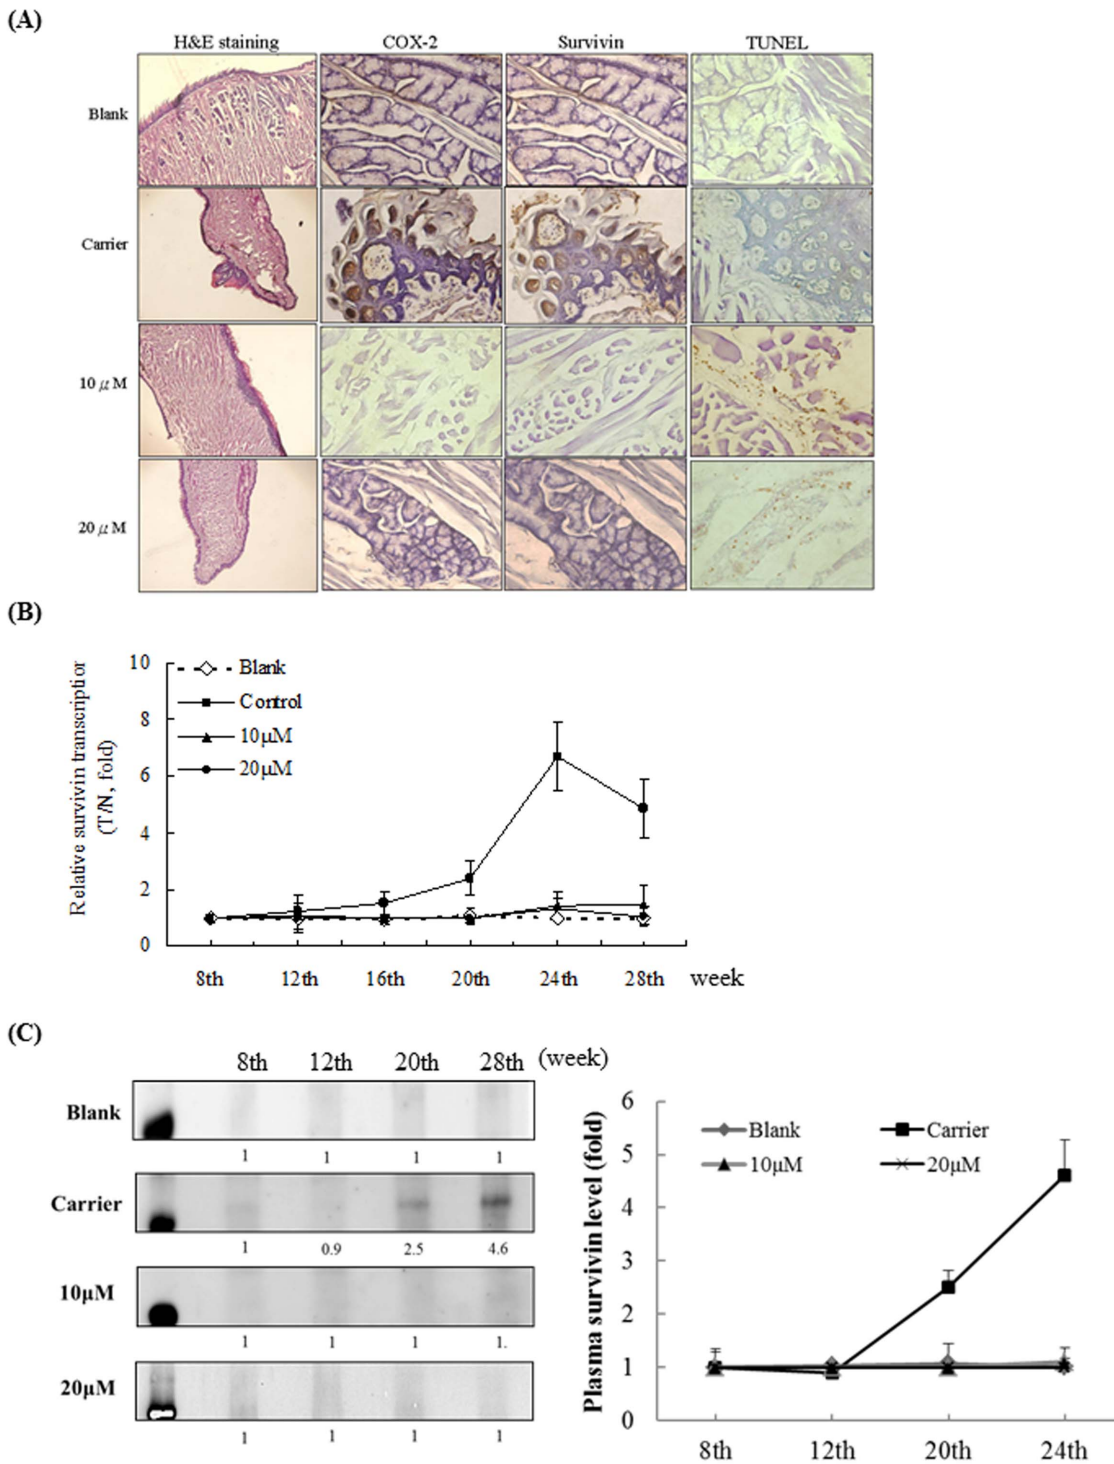 (A)
H&E staining COX-2 Survivin TUNEL
Blank
Carrier
10 μM
20 μM
(B)
Relative survivin transcriptior
(T/N, fold)
10
8
6
4
2
0
Blank
Control
10μM
20μM
8th 12th 16th 20th 24th 28th week
(C)
8th 12th 20th 28th (week)
Blank
1 1 1 1
Carrier
1 0.9 2.5 4.6
10μM
1 1 1 1.
20μM
1 1 1 1
Plasma survivin level (fold)
6
5
4
3
2
1
0
Blank Carrier
10μM 20μM
8th 12th 20th 24th